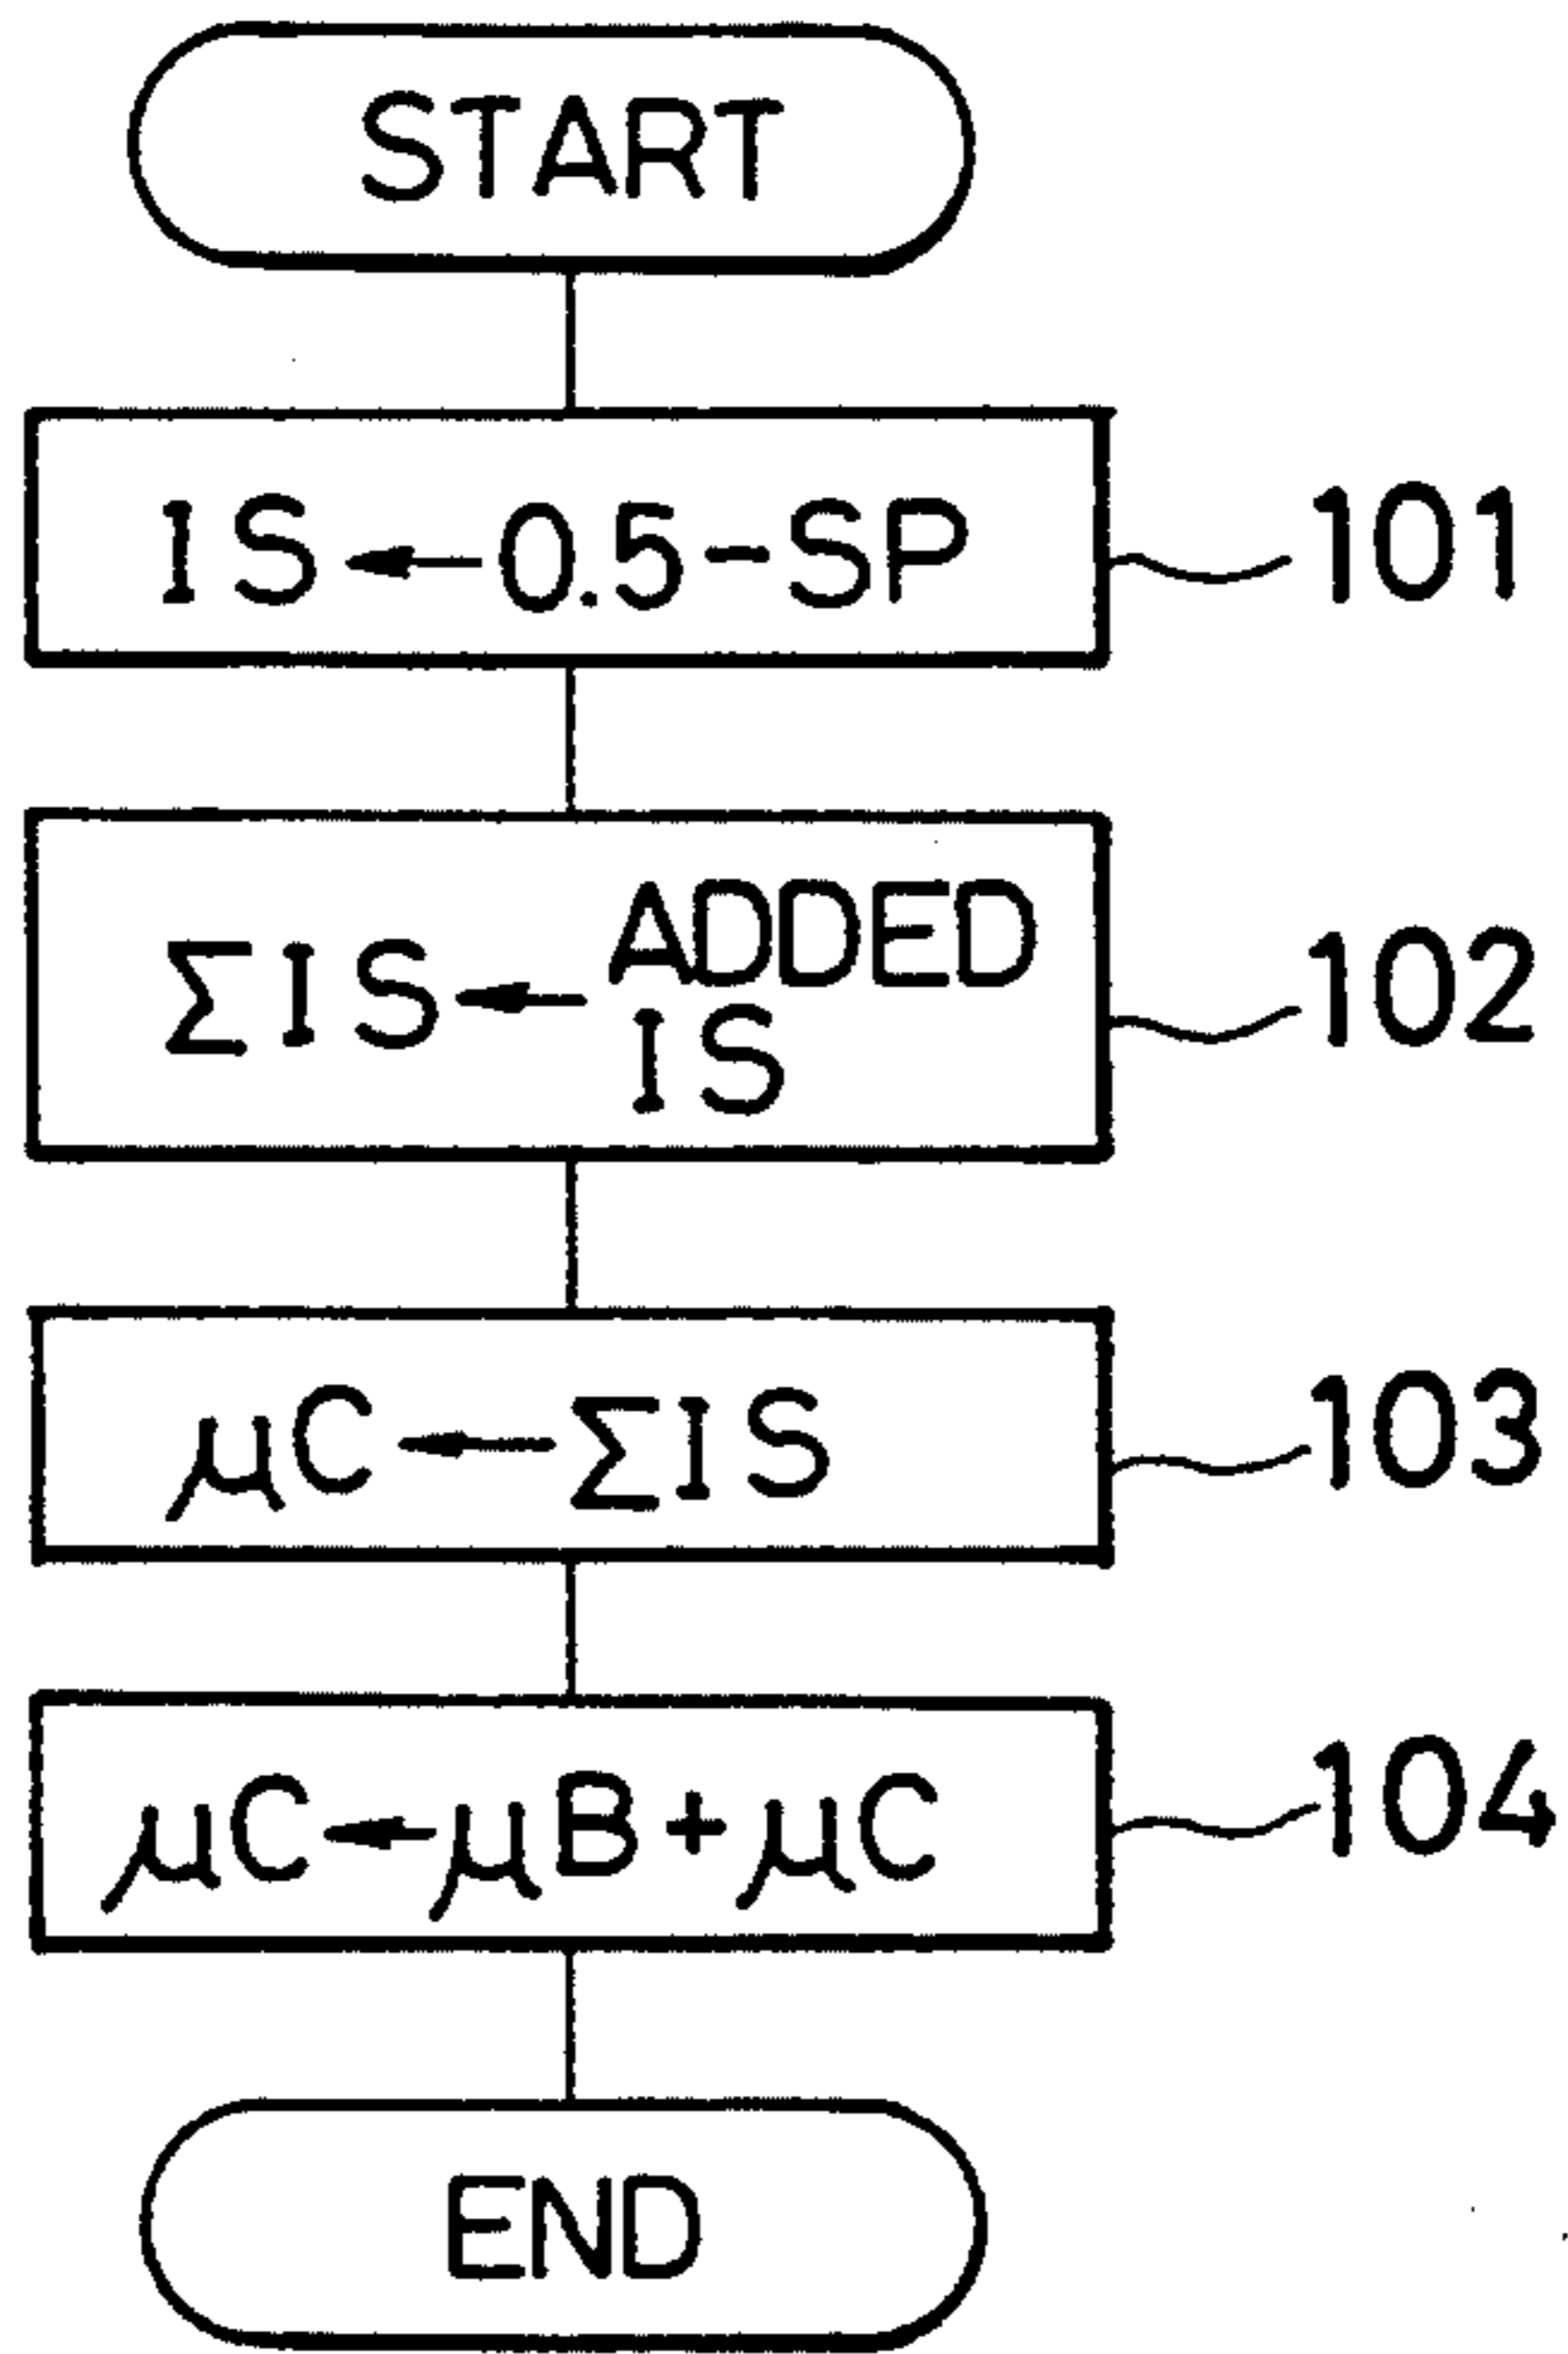 START
IS←0.5-SP
101
ΣIS←ADDED
IS
102
μC←ΣIS
103
μC←μB+μC
104
END